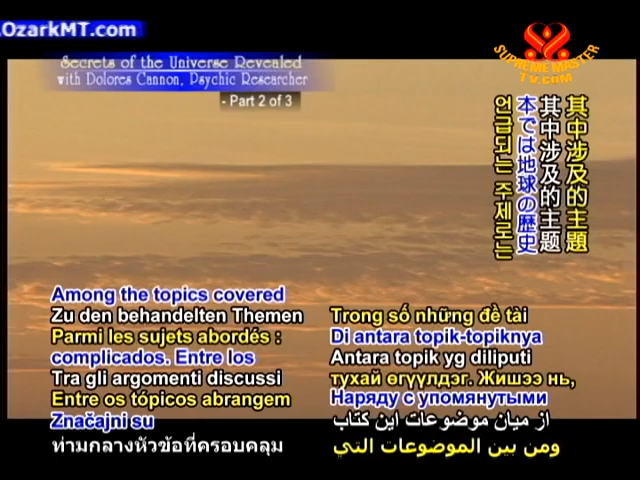 .OzarkMT.com
Secrets of the Universe Revealed
with Dolores Cannon, Psychic Researcher
- Part 2 of 3
SUPREME MASTER
TV.COM
其中涉及的主題
其中涉及的主题
本では地球の歴史
언급되는 주제로는
Among the topics covered
Zu den behandelten Themen
Parmi les sujets abordés :
complicados. Entre los
Tra gli argomenti discussi
Entre os tópicos abrangem
Značajni su
ท่ามกลางหัวข้อที่ครอบคลุม
Trong số những đề tài
Di antara topik-topiknya
Antara topik yg diliputi
тухай өгүүлдэг. Жишээ нь,
Наряду с упомянутыми
از میان موضوعات این کتاب
ومن بين الموضوعات التي